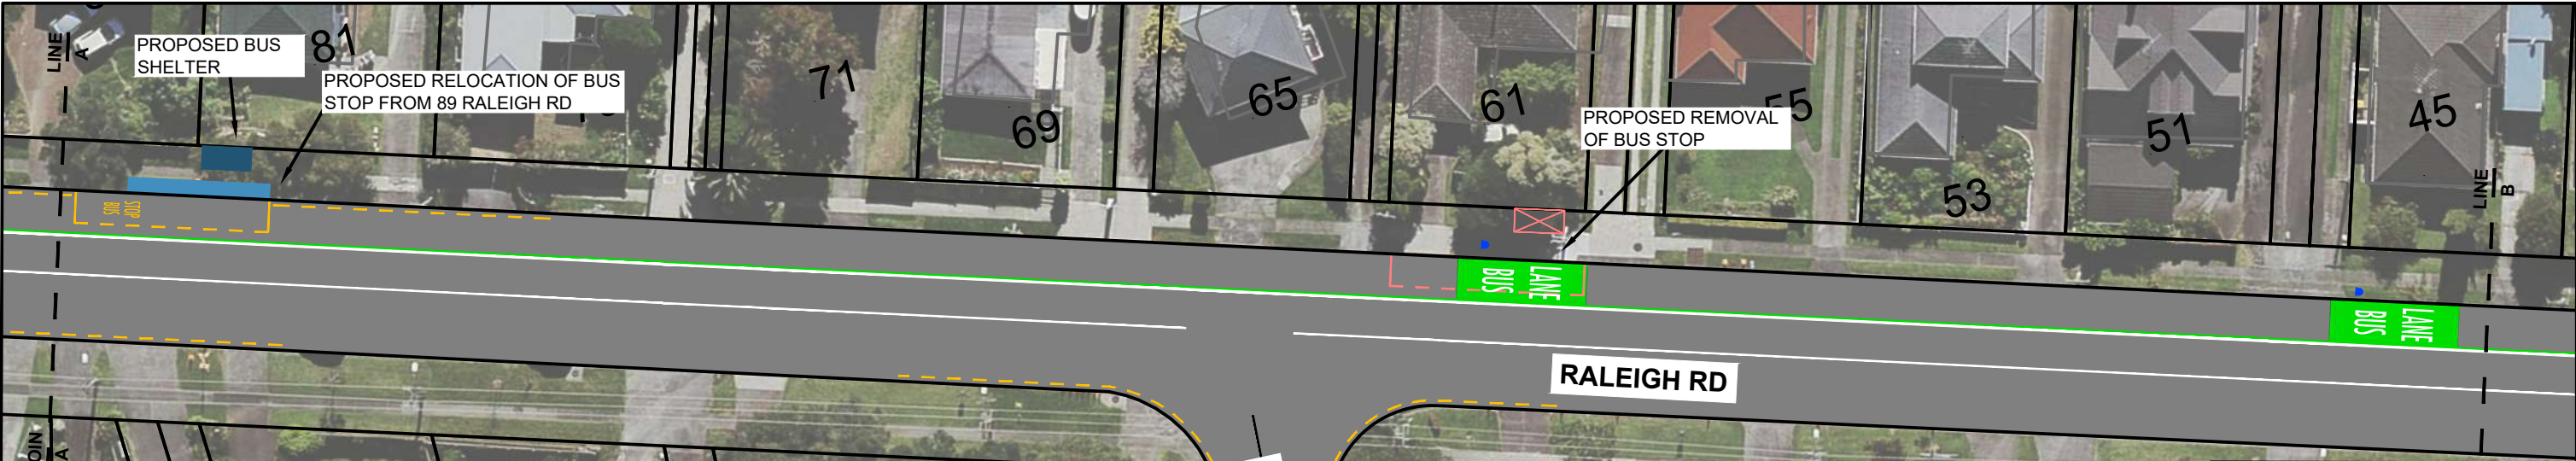 LINE
A
PROPOSED BUS
SHELTER
81
PROPOSED RELOCATION OF BUS
STOP FROM 89 RALEIGH RD
71
69
65
61
PROPOSED REMOVAL
OF BUS STOP
55
53
51
45
LINE
B
STOP
BUS
LANE
BUS
LANE
BUS
RALEIGH RD
A